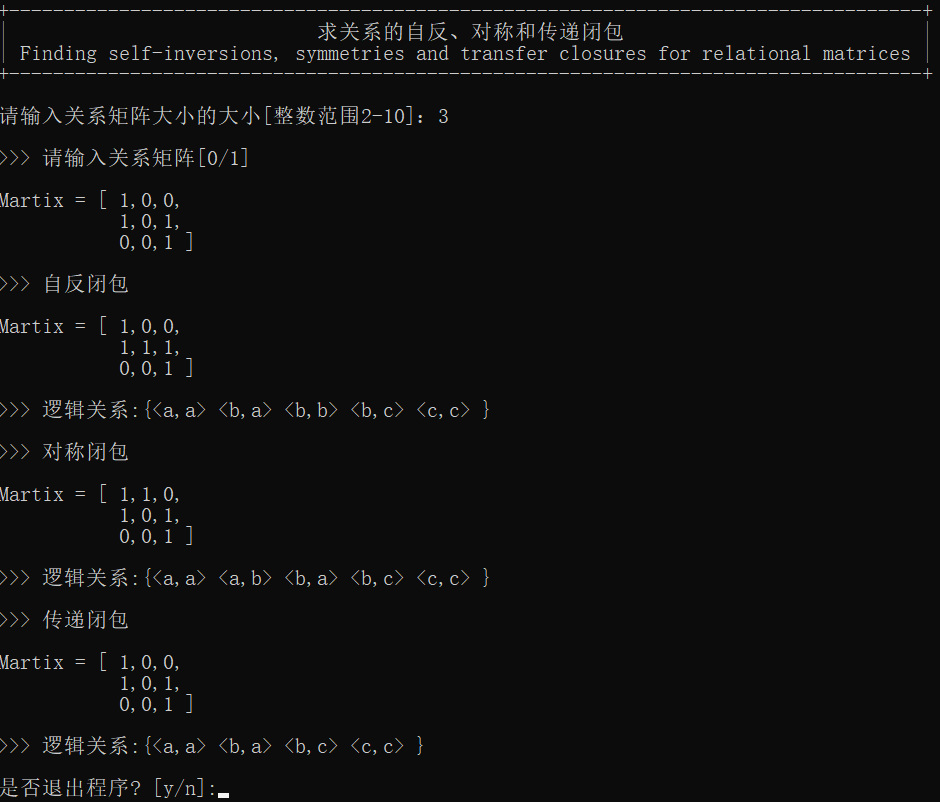 求关系的自反、对称和传递闭包
Finding self-inversions, symmetries and transfer closures for relational matrices
请输入关系矩阵大小的大小[整数范围2-10]: 3
>>> 请输入关系矩阵[0/1]
Martix = [ 1,0,0,
1,0,1,
0,0,1 ]
>>> 自反闭包
Martix = [ 1,0,0,
1,1,1,
0,0,1 ]
>>> 逻辑关系:{<a,a> <b,a> <b,b> <b,c> <c,c> }
>>> 对称闭包
Martix = [ 1,1,0,
1,0,1,
0,0,1 ]
>>> 逻辑关系:{<a,a> <a,b> <b,a> <b,c> <c,c> }
>>> 传递闭包
Martix = [ 1,0,0,
1,0,1,
0,0,1 ]
>>> 逻辑关系:{<a,a> <b,a> <b,c> <c,c> }
是否退出程序? [y/n]: